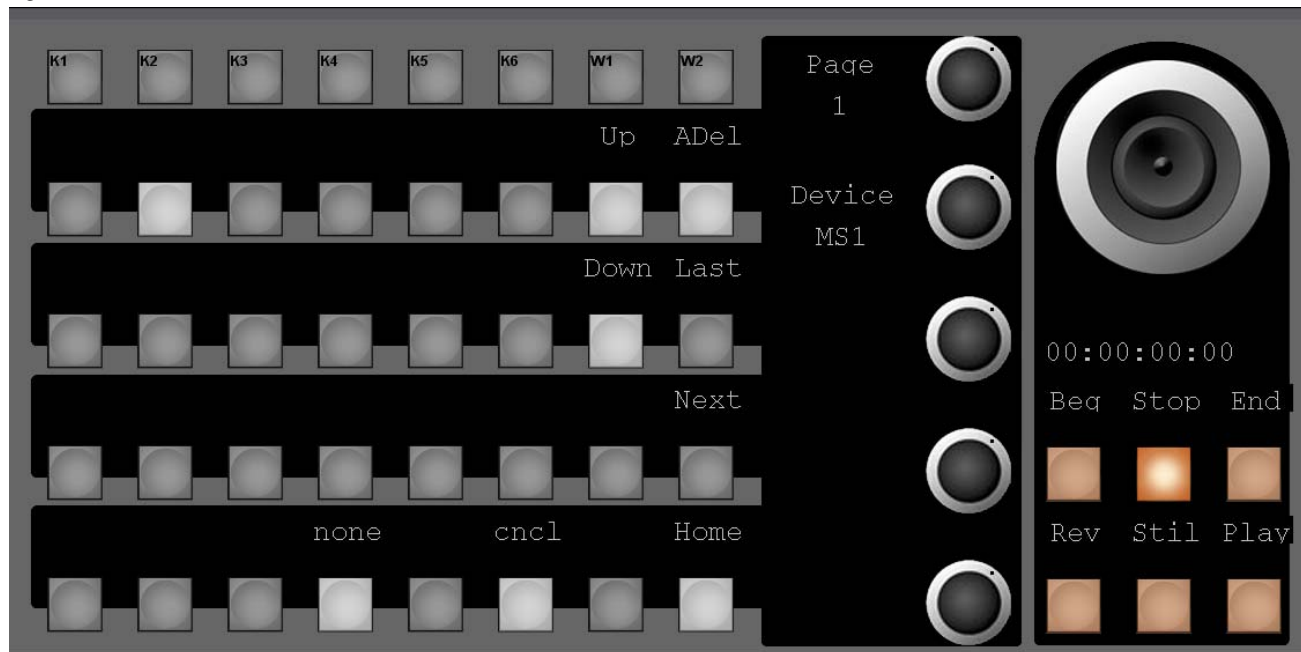 K1 K2 K3 K4 K5 K6 W1 W2
Page
1
Up ADel
Device
MS1
Down Last
00:00:00:00
Next
Beg Stop End
none cncl Home
Rev Stil Play